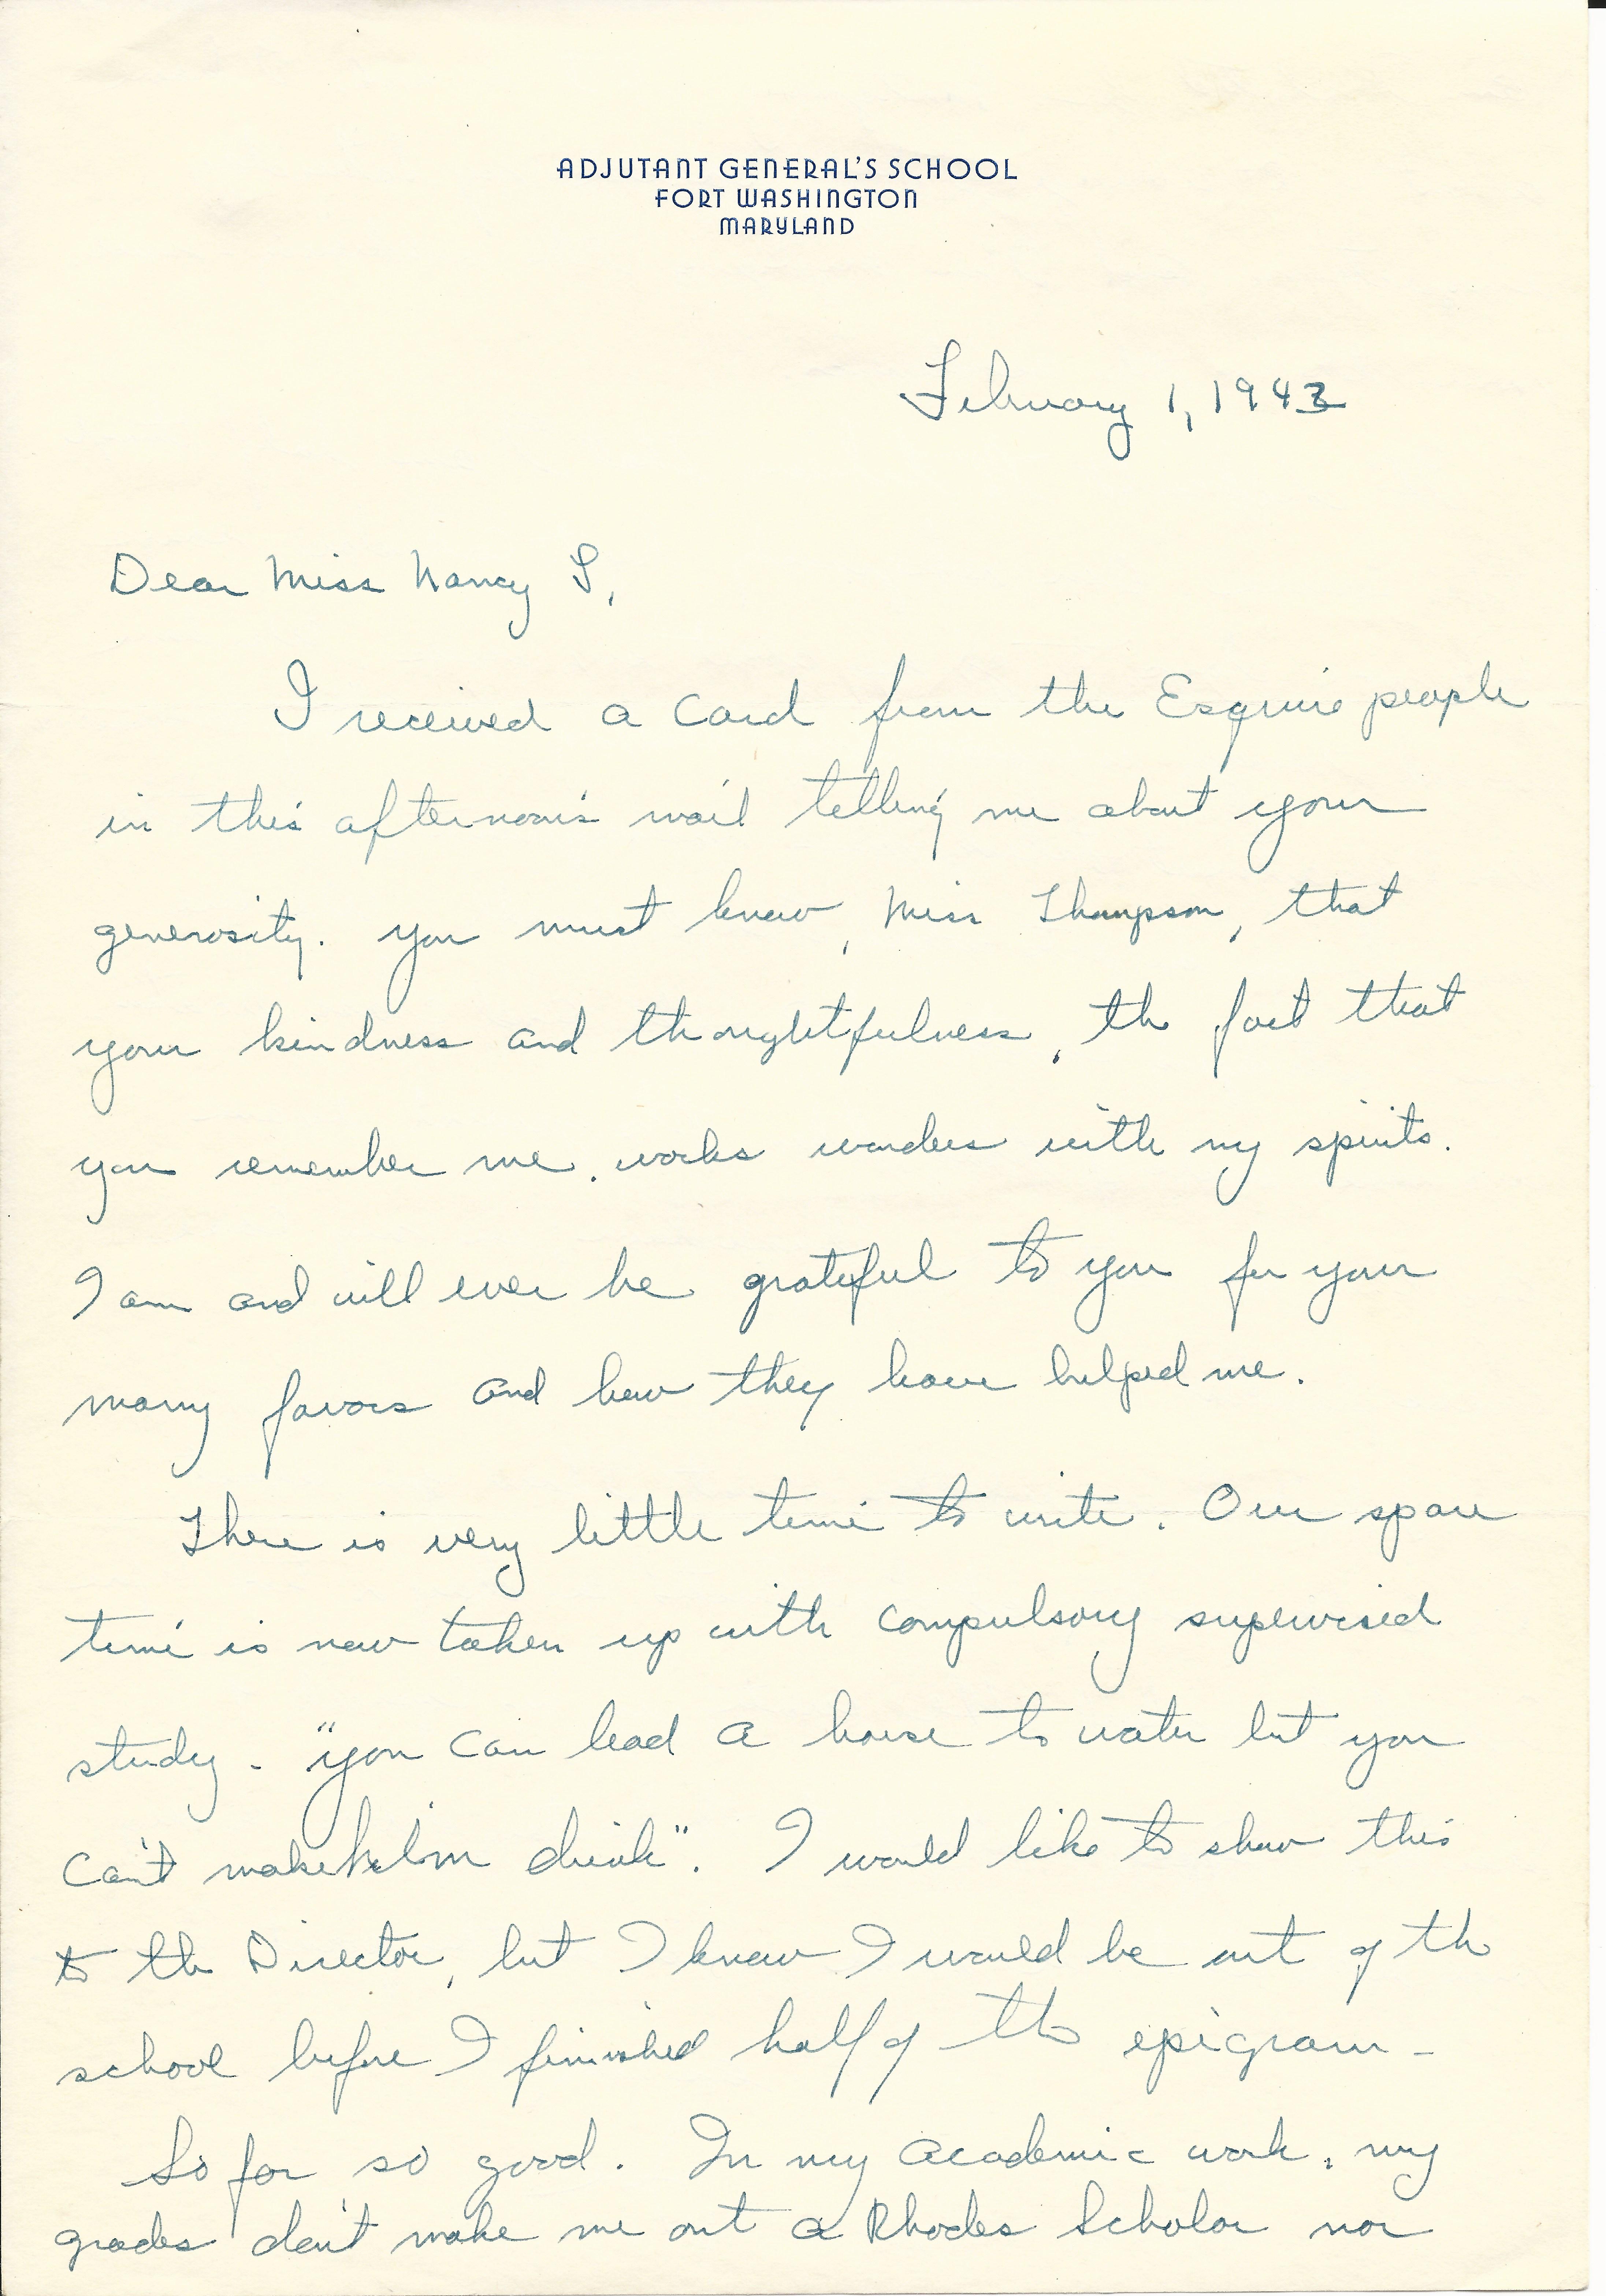 ADJUTANT GENERAL'S SCHOOL
FORT WASHINGTON
MARYLAND
February 1, 1943
Dear Miss Nancy T,
I received a card from the Esquire people
in this afternoon's mail telling me about your
generosity. You must know, Miss Thompson, that
your kindness and thoughtfulness, the fact that
you remember me, works wonders with my spirits.
I am and will ever be grateful to you for your
many favors and how they have helped me.
There is very little time to write. Our spare
time is now taken up with compulsory supervised
study. "You can lead a horse to water but you
can't make him drink". I would like to show this
to the Director, but I know I would be out of the
school before I finished half of the epigram -
So far so good. In my academic work, my
grades don't make me out a Rhodes Scholar nor